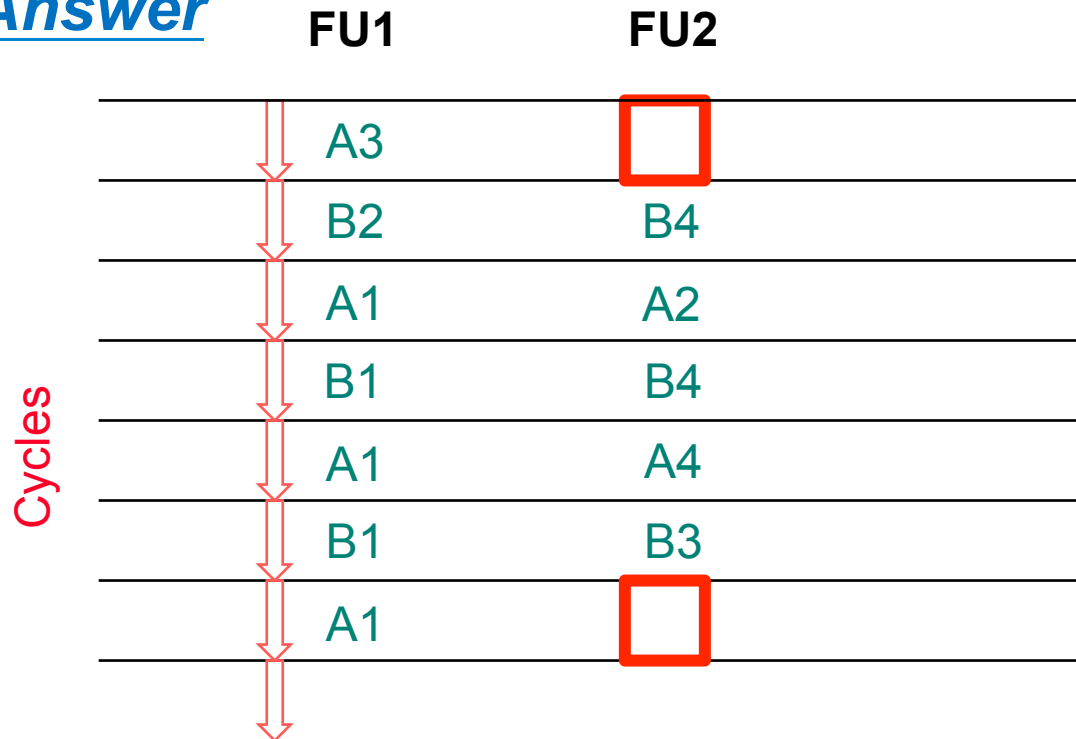 Answer
FU1 FU2
A3
B2 B4
A1 A2
B1 B4
A1 A4
B1 B3
A1
Cycles